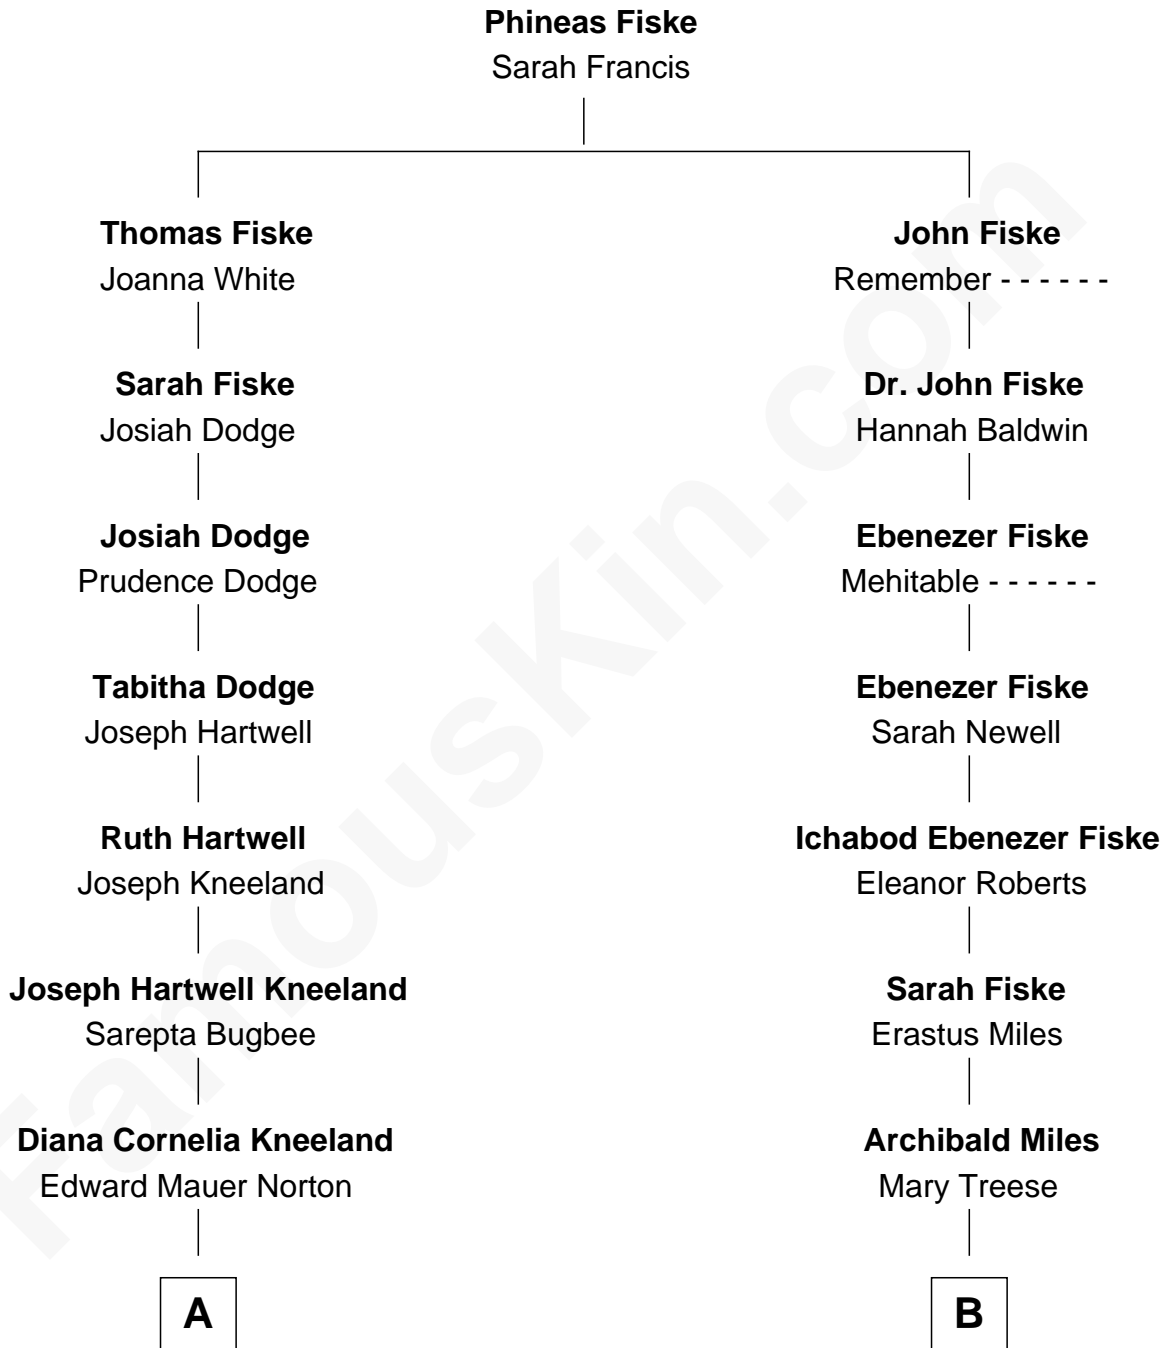 Phineas Fiske
Sarah Francis
Thomas Fiske
Joanna White
John Fiske
Remember - - - - - -
Sarah Fiske
Josiah Dodge
Dr. John Fiske
Hannah Baldwin
Josiah Dodge
Prudence Dodge
Ebenezer Fiske
Mehitable - - - - - -
Tabitha Dodge
Joseph Hartwell
Ebenezer Fiske
Sarah Newell
Ruth Hartwell
Joseph Kneeland
Ichabod Ebenezer Fiske
Eleanor Roberts
Joseph Hartwell Kneeland
Sarepta Bugbee
Sarah Fiske
Erastus Miles
Diana Cornelia Kneeland
Edward Mauer Norton
Archibald Miles
Mary Treese
A
B
FamousKin.com